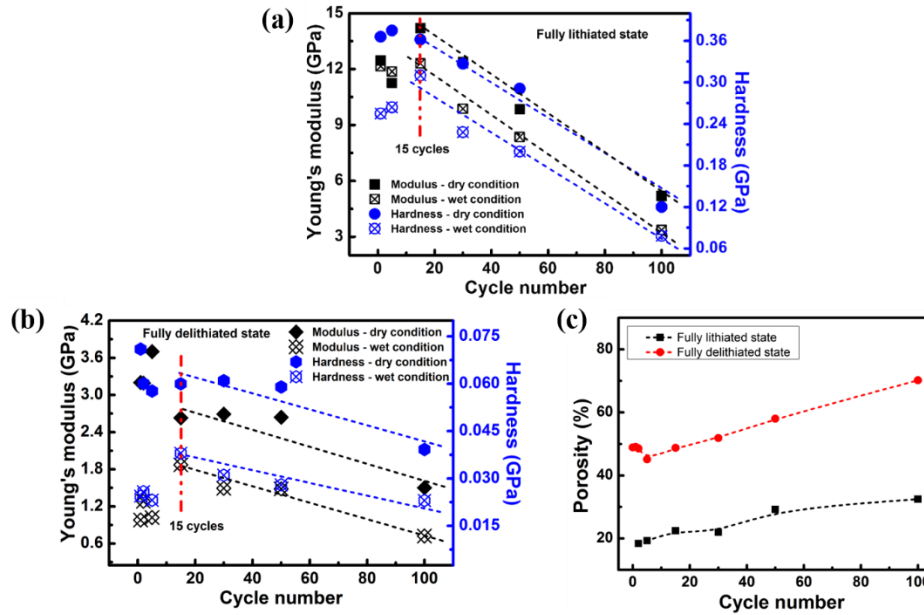 (a)
Fully lithiated state
15
12
9
6
3
Young's modulus (GPa)
0.36
0.30
0.24
0.18
0.12
0.06
Hardness (GPa)
15 cycles
Modulus - dry condition
Modulus - wet condition
Hardness - dry condition
Hardness - wet condition
0 20 40 60 80 100
Cycle number
(b)
Fully delithiated state
Modulus - dry condition
Modulus - wet condition
Hardness - dry condition
Hardness - wet condition
4.2
3.6
3.0
2.4
1.8
1.2
0.6
Young's modulus (GPa)
0.075
0.060
0.045
0.030
0.015
Hardness (GPa)
15 cycles
0 20 40 60 80 100
Cycle number
(c)
Fully lithiated state
Fully delithiated state
80
60
40
20
Porosity (%)
0 20 40 60 80 100
Cycle number